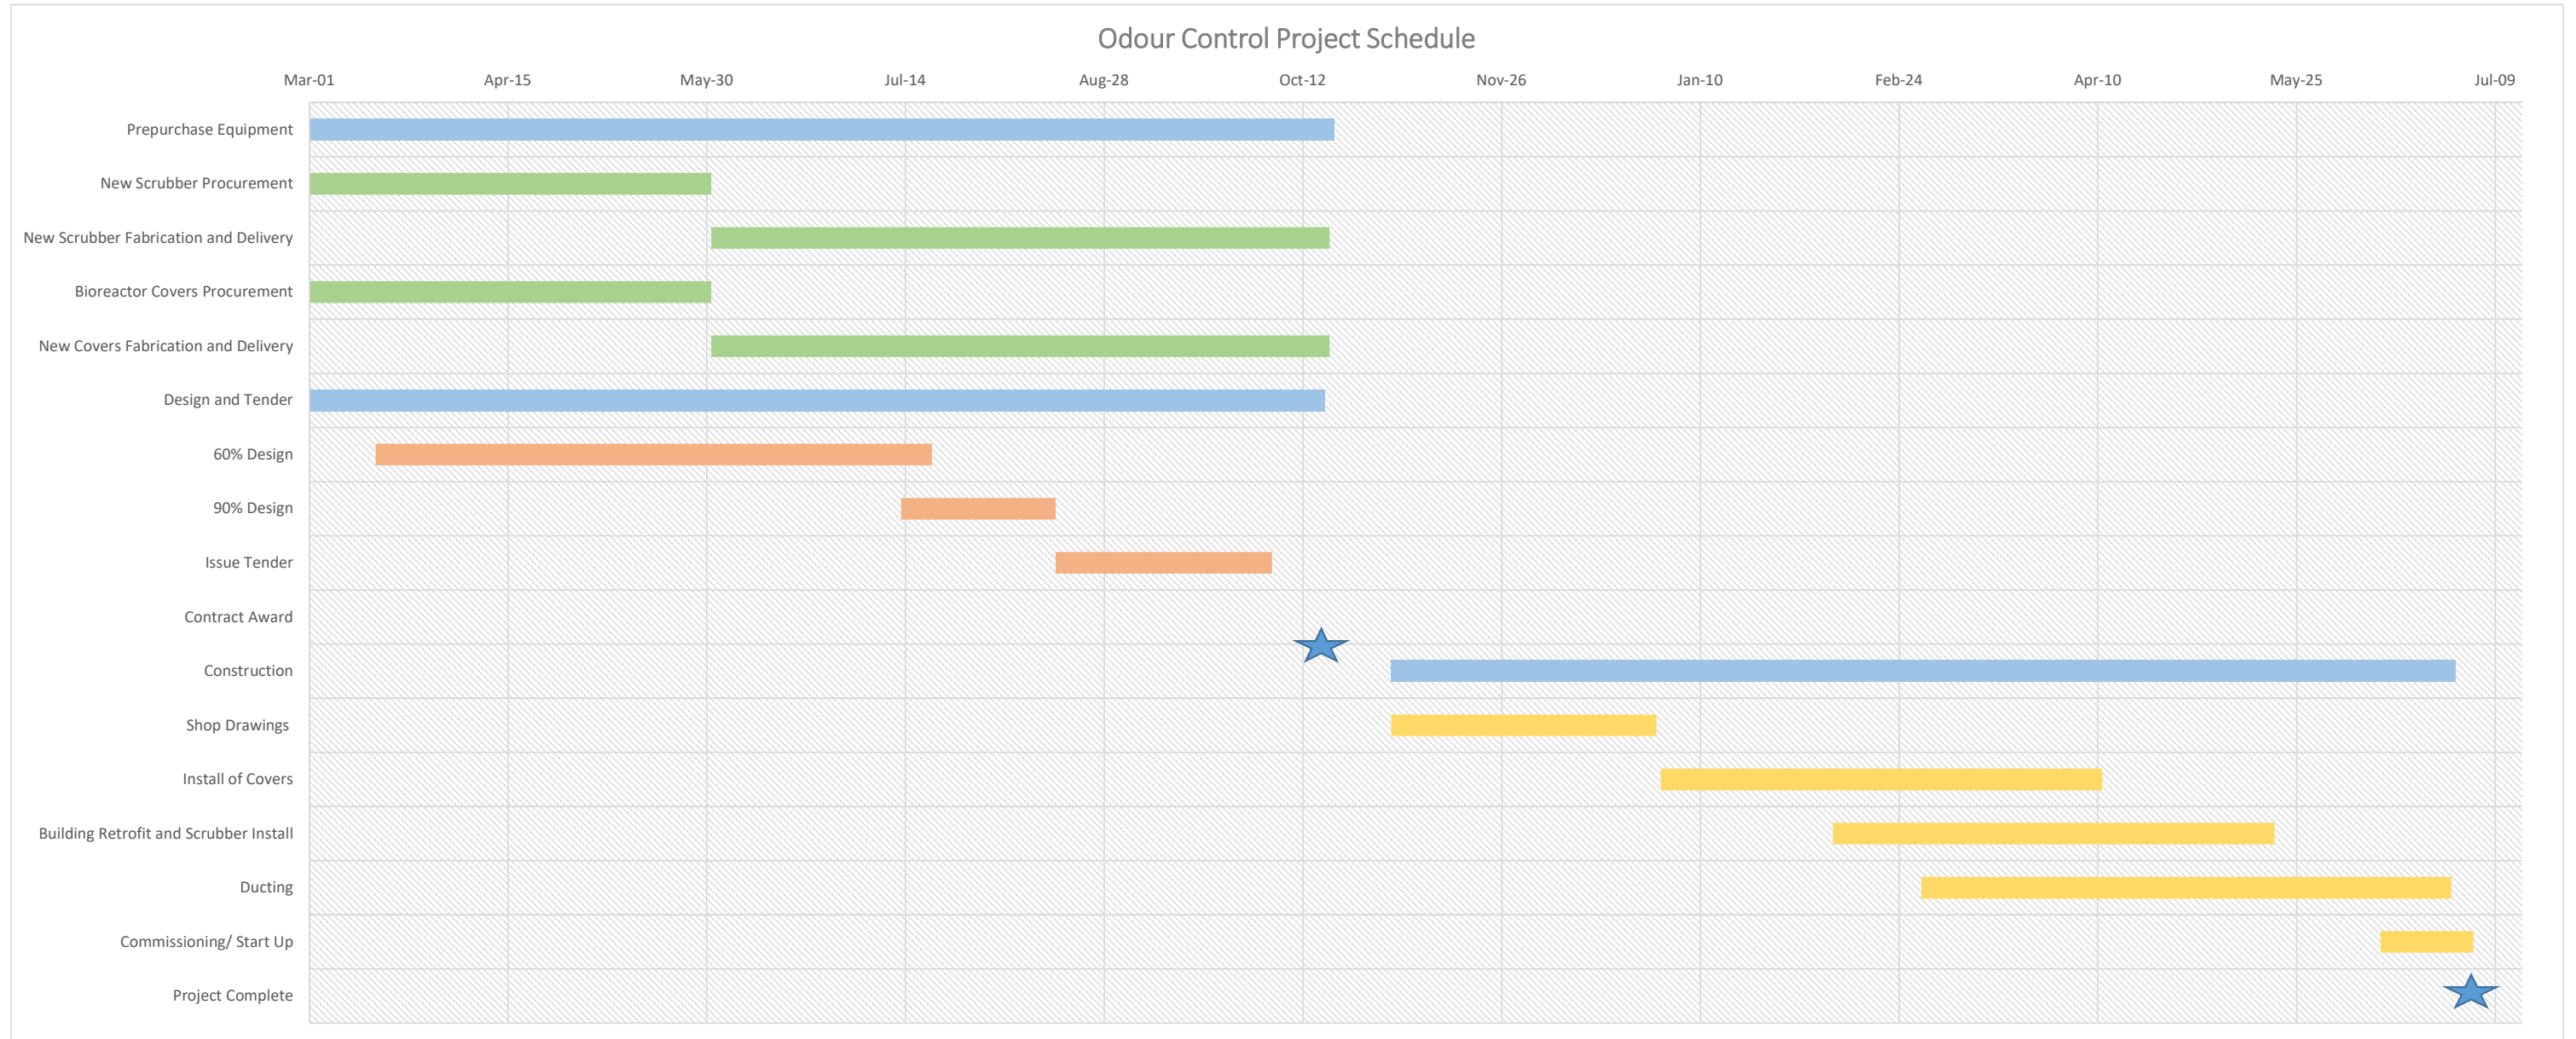 Odour Control Project Schedule
Mar-01 Apr-15 May-30 Jul-14 Aug-28 Oct-12 Nov-26 Jan-10 Feb-24 Apr-10 May-25 Jul-09
Prepurchase Equipment
New Scrubber Procurement
New Scrubber Fabrication and Delivery
Bioreactor Covers Procurement
New Covers Fabrication and Delivery
Design and Tender
60% Design
90% Design
Issue Tender
Contract Award
Construction
Shop Drawings
Install of Covers
Building Retrofit and Scrubber Install
Ducting
Commissioning/ Start Up
Project Complete